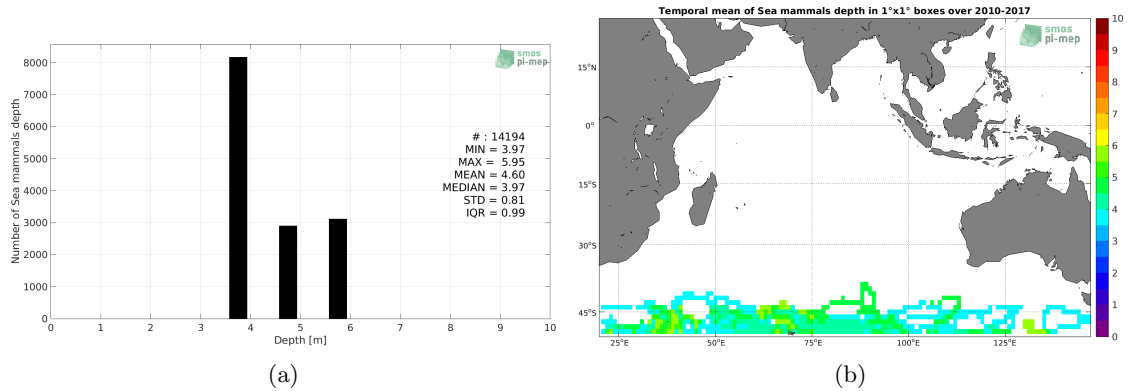 Temporal mean of Sea mammals depth in 1°x1° boxes over 2010-2017
smos
pi-mep
8000
7000
6000
5000
4000
3000
2000
1000
0
Number of Sea mammals depth
# : 14194
MIN = 3.97
MAX = 5.95
MEAN = 4.60
MEDIAN = 3.97
STD = 0.81
IQR = 0.99
0 1 2 3 4 5 6 7 8 9 10
Depth [m]
(a)
smos
pi-mep
15°N
0°
15°S
30°S
45°S
25°E 50°E 75°E 100°E 125°E
10
9
8
7
6
5
4
3
2
1
0
(b)